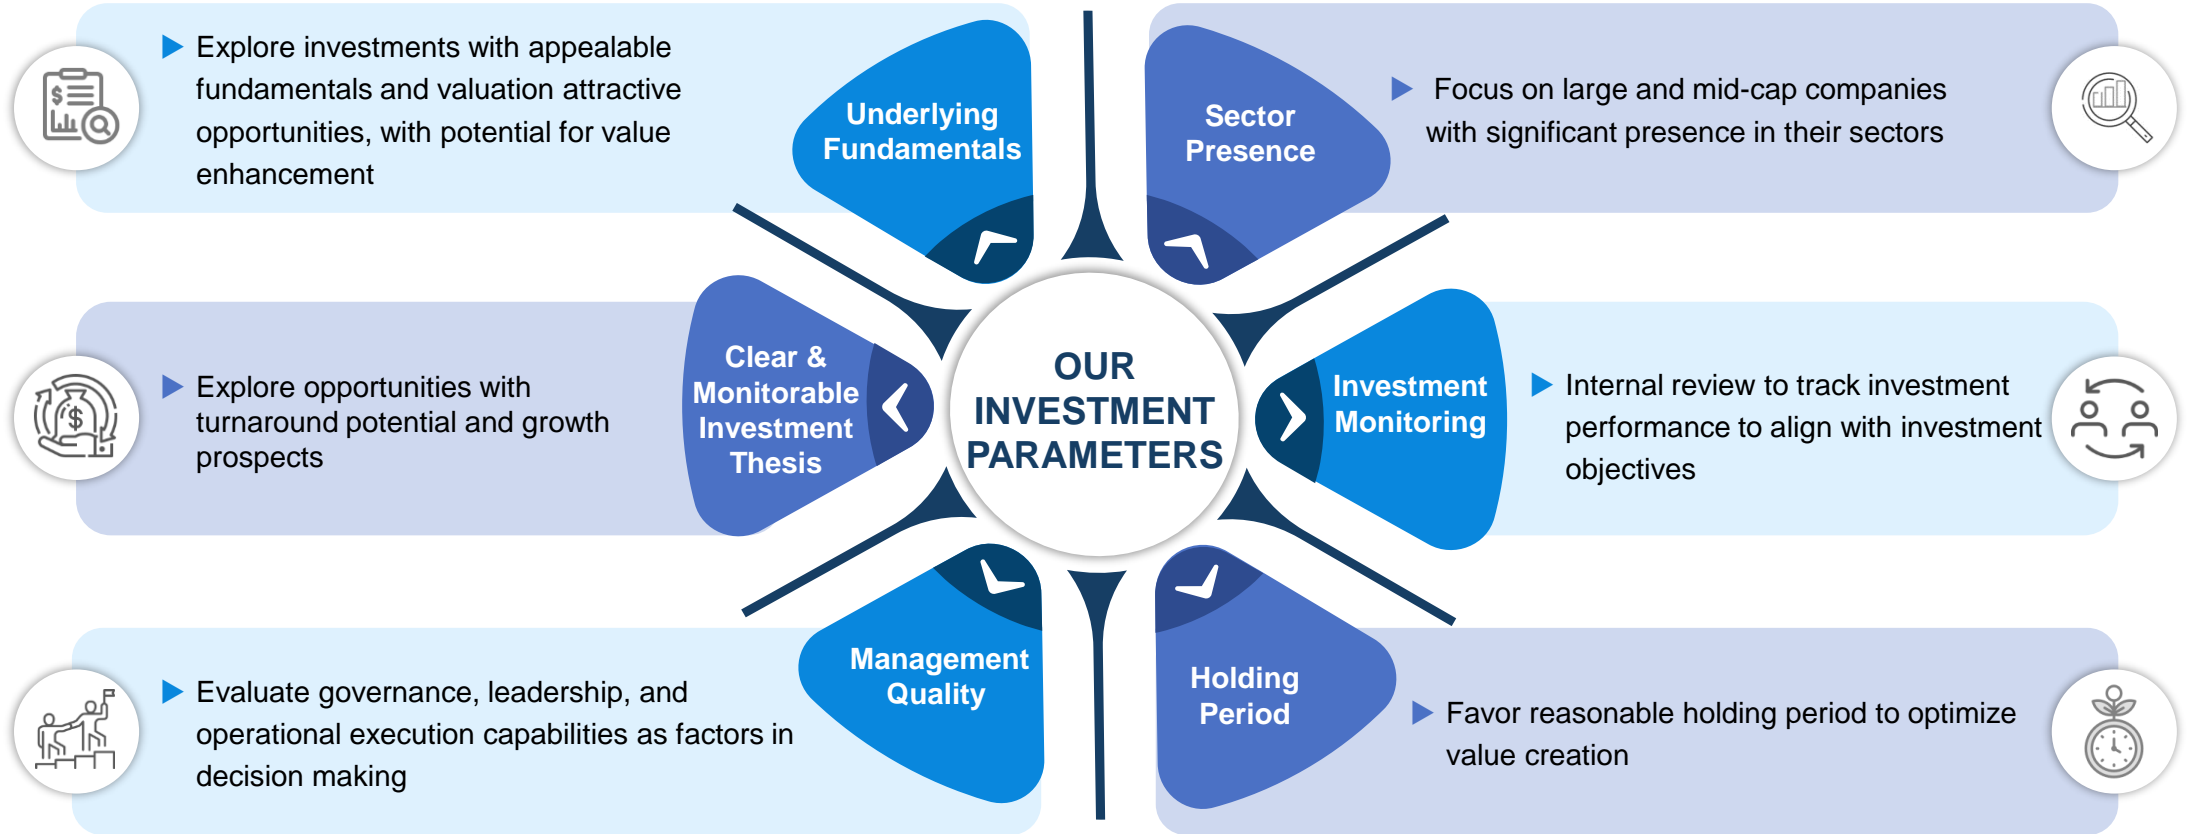 Explore investments with appealable
fundamentals and valuation attractive
opportunities, with potential for value
enhancement
Underlying
Fundamentals
Sector
Presence
Focus on large and mid-cap companies
with significant presence in their sectors
Explore opportunities with
turnaround potential and growth
prospects
Clear &
Monitorable
Investment
Thesis
OUR
INVESTMENT
PARAMETERS
Investment
Monitoring
Internal review to track investment
performance to align with investment
objectives
Evaluate governance, leadership, and
operational execution capabilities as factors in
decision making
Management
Quality
Holding
Period
Favor reasonable holding period to optimize
value creation